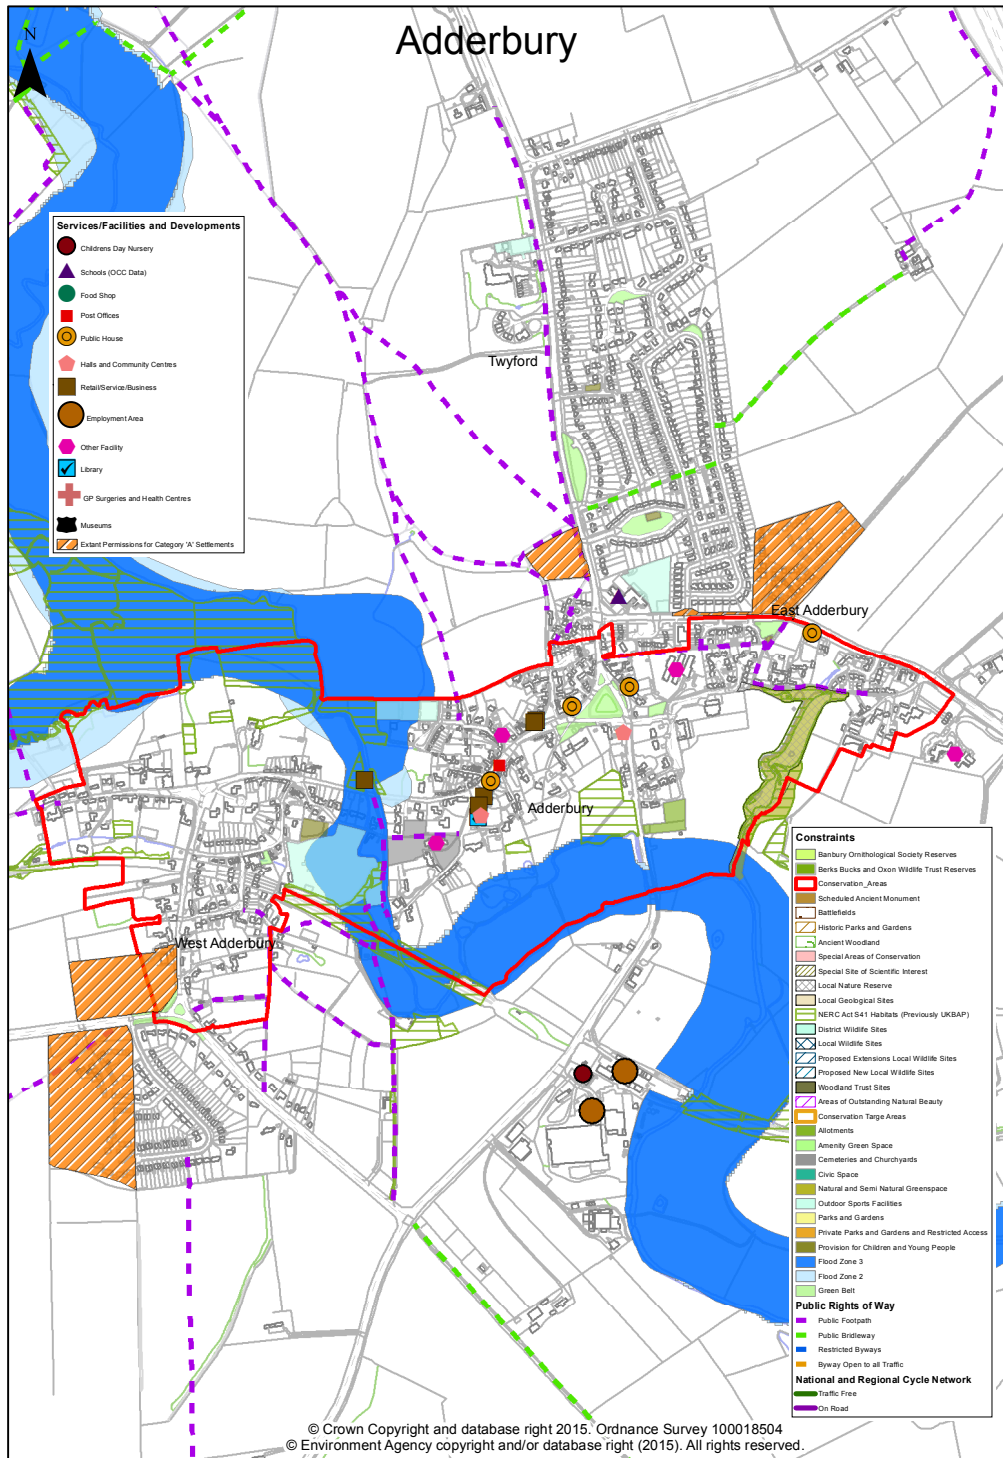 Adderbury
N
Services/Facilities and Developments
Childrens Day Nursery
Schools (OCC Data)
Food Shop
Post Offices
Public House
Halls and Community Centres
Retail/Service/Business
Employment Area
Other Facility
Library
GP Surgeries and Health Centres
Museums
Extant Permissions for Category 'A' Settlements
Twyford
East Adderbury
Adderbury
West Adderbury
Constraints
Banbury Ornithological Society Reserves
Berks Bucks and Oxon Wildlife Trust Reserves
Conservation_Areas
Scheduled Ancient Monument
Battlefields
Historic Parks and Gardens
Ancient Woodland
Special Areas of Conservation
Special Site of Scientific Interest
Local Nature Reserve
Local Geological Sites
NERC Act S41 Habitats (Previously UKBAP)
District Wildlife Sites
Local Wildlife Sites
Proposed Extensions Local Wildlife Sites
Proposed New Local Wildlife Sites
Woodland Trust Sites
Areas of Outstanding Natural Beauty
Conservation Targe Areas
Allotments
Amenity Green Space
Cemeteries and Churchyards
Civic Space
Natural and Semi Natural Greenspace
Outdoor Sports Facilities
Parks and Gardens
Private Parks and Gardens and Restricted Access
Provision for Children and Young People
Flood Zone 3
Flood Zone 2
Green Belt
Public Rights of Way
Public Footpath
Public Bridleway
Restricted Byways
Byway Open to all Traffic
National and Regional Cycle Network
Traffic Free
On Road
© Crown Copyright and database right 2015. Ordnance Survey 100018504
© Environment Agency copyright and/or database right (2015). All rights reserved.